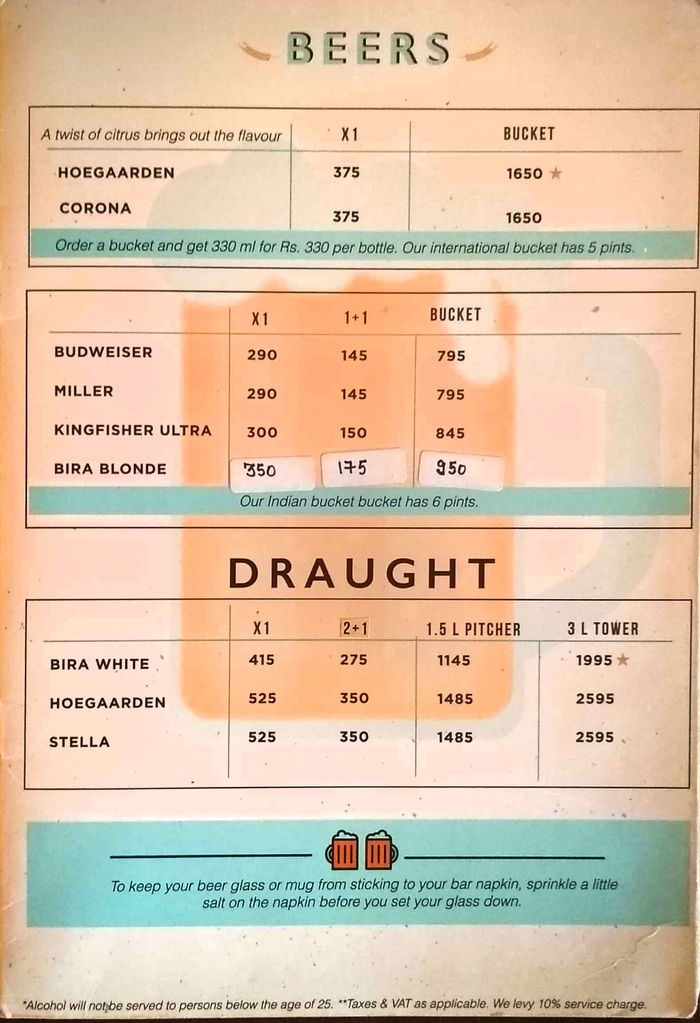 BEERS
A twist of citrus brings out the flavour X1 BUCKET
HOEGAARDEN 375 1650 ★
CORONA 375 1650
Order a bucket and get 330 ml for Rs. 330 per bottle. Our international bucket has 5 pints.
X1 1+1 BUCKET
BUDWEISER 290 145 795
MILLER 290 145 795
KINGFISHER ULTRA 300 150 845
BIRA BLONDE 350 175 950
Our Indian bucket bucket has 6 pints.
DRAUGHT
X1 2+1 1.5 L PITCHER 3 L TOWER
BIRA WHITE 415 275 1145 1995 ★
HOEGAARDEN 525 350 1485 2595
STELLA 525 350 1485 2595
To keep your beer glass or mug from sticking to your bar napkin, sprinkle a little
salt on the napkin before you set your glass down.
*Alcohol will not be served to persons below the age of 25. **Taxes & VAT as applicable. We levy 10% service charge.